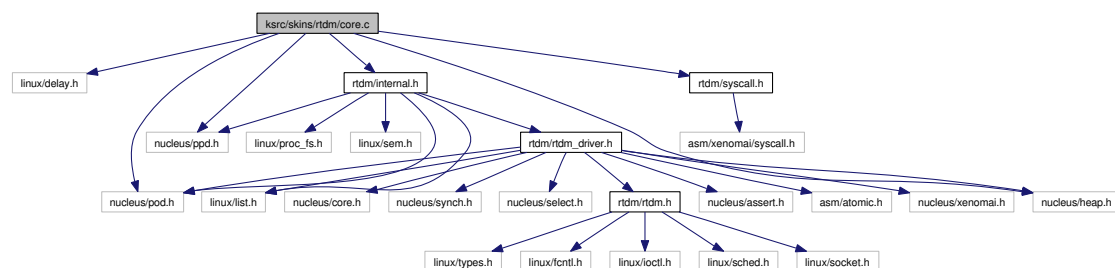 ksrc/skins/rtdm/core.c
linux/delay.h
rtdm/internal.h
rtdm/syscall.h
nucleus/ppd.h
linux/proc_fs.h
linux/sem.h
rtdm/rtdm_driver.h
asm/xenomai/syscall.h
nucleus/pod.h
linux/list.h
nucleus/core.h
nucleus/synch.h
nucleus/select.h
rtdm/rtdm.h
nucleus/assert.h
asm/atomic.h
nucleus/xenomai.h
nucleus/heap.h
linux/types.h
linux/fcntl.h
linux/ioctl.h
linux/sched.h
linux/socket.h